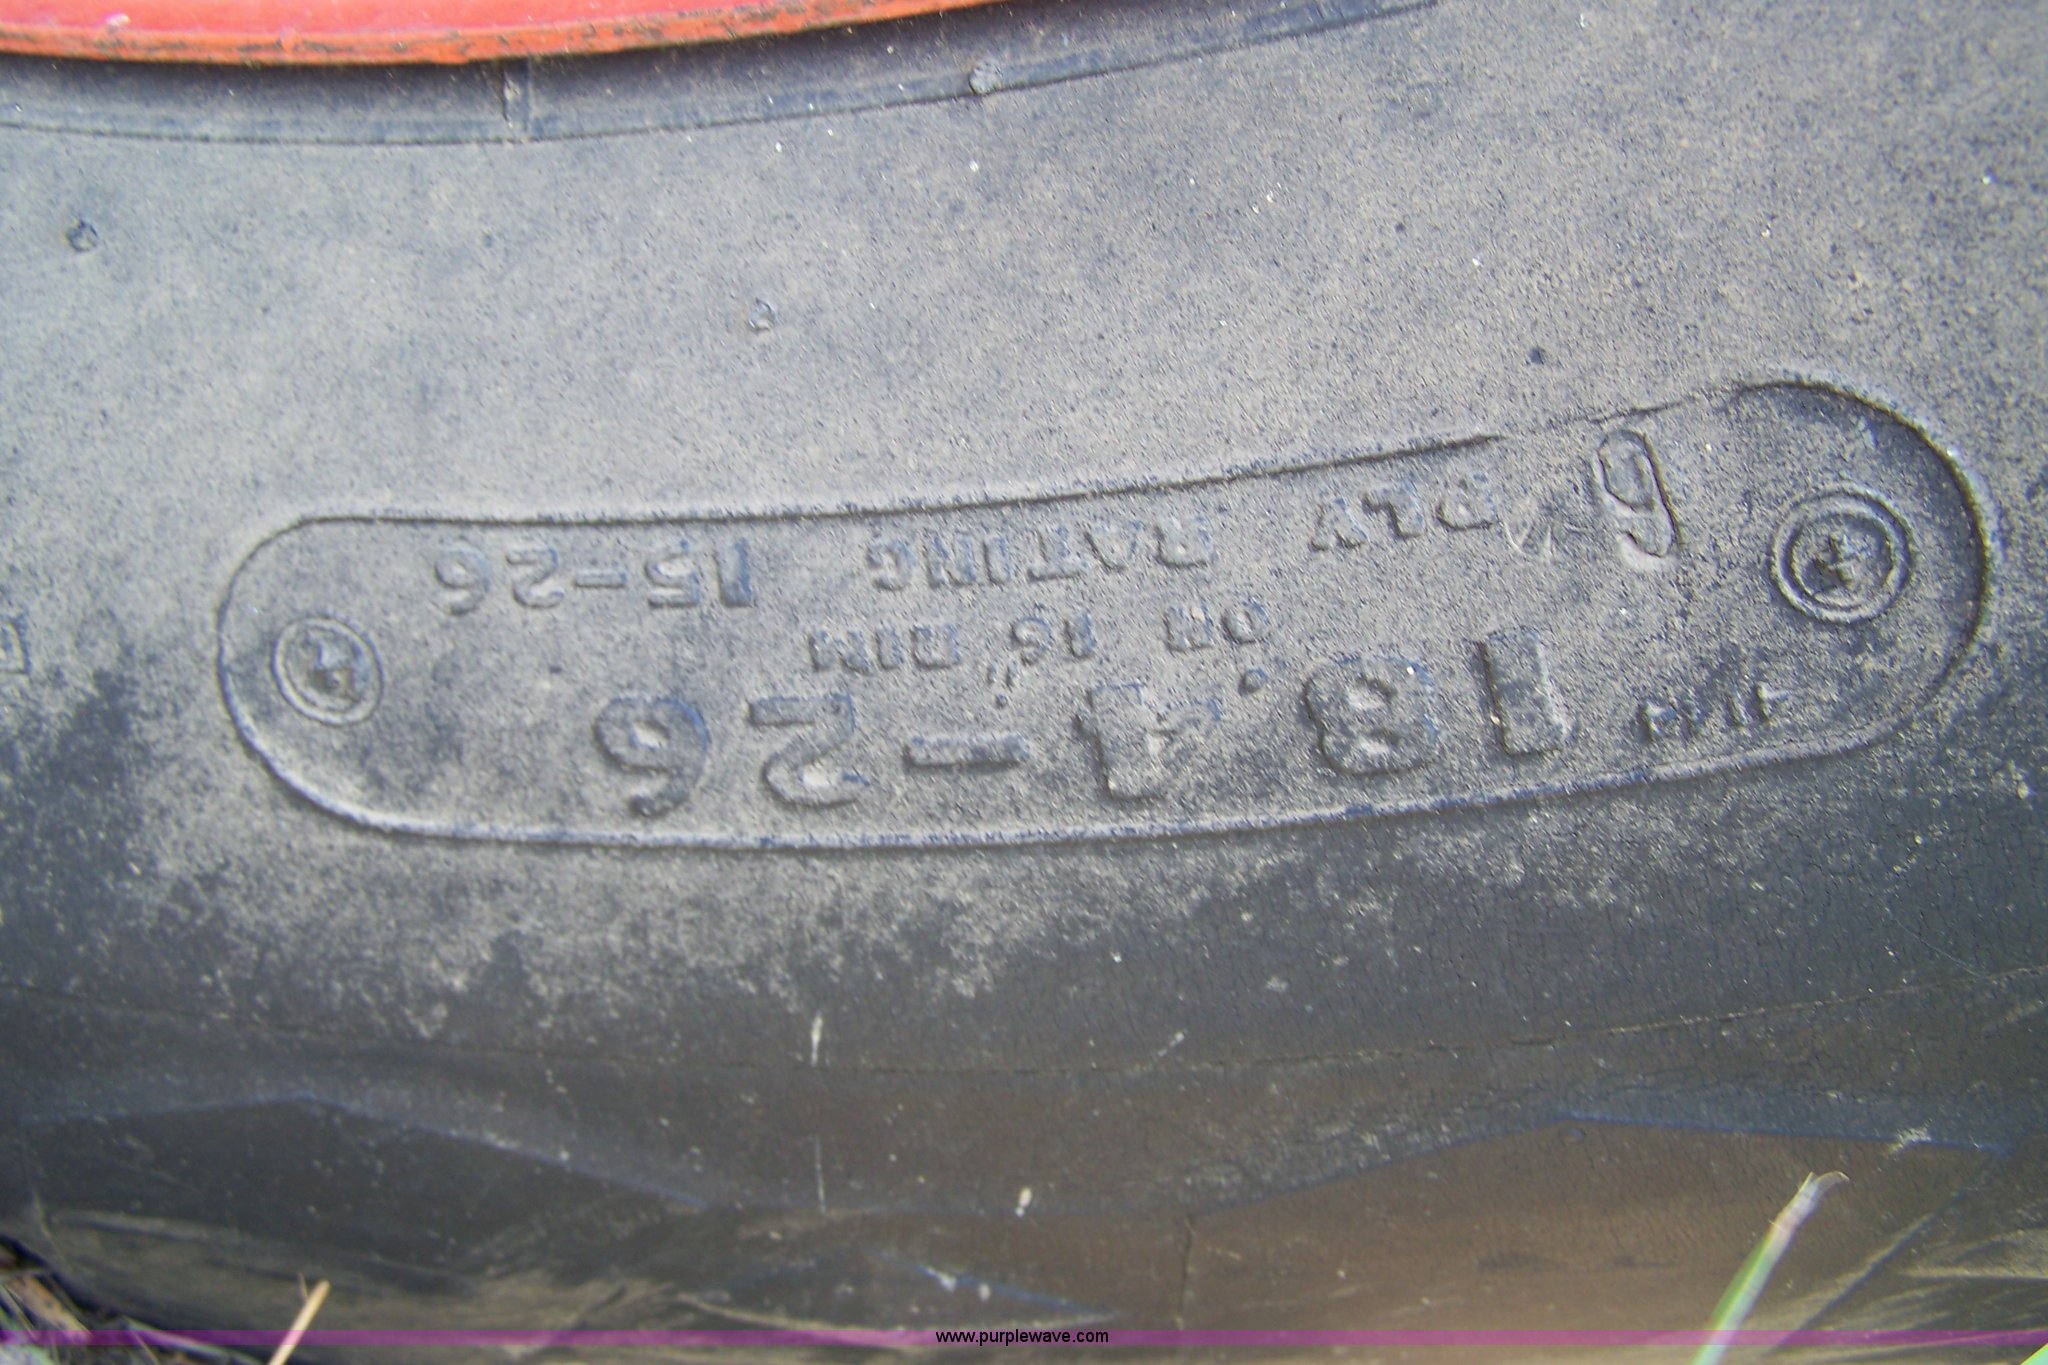 18.4-26
ON 16" RIM
6 PLY RATING 15-26
www.purplewave.com